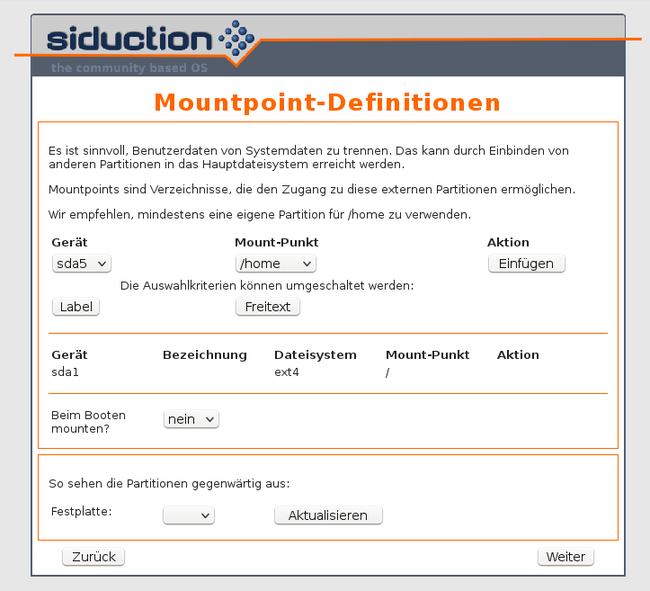 siduction
the community based OS
Mountpoint-Definitionen
Es ist sinnvoll, Benutzerdaten von Systemdaten zu trennen. Das kann durch Einbinden von
anderen Partitionen in das Hauptdateisystem erreicht werden.
Mountpoints sind Verzeichnisse, die den Zugang zu diese externen Partitionen ermöglichen.
Wir empfehlen, mindestens eine eigene Partition für /home zu verwenden.
Gerät Mount-Punkt Aktion
sda5 /home Einfügen
Die Auswahlkriterien können umgeschaltet werden:
Label Freitext
Gerät Bezeichnung Dateisystem Mount-Punkt Aktion
sda1 ext4 /
Beim Booten
mounten?
nein
So sehen die Partitionen gegenwärtig aus:
Festplatte: Aktualisieren
Zurück Weiter